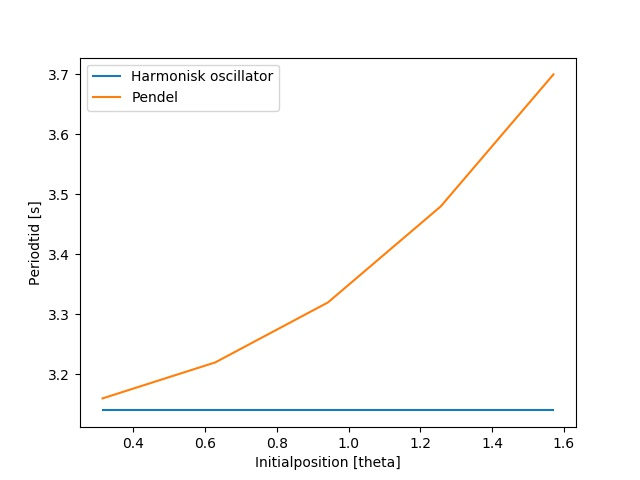 Harmonisk oscillator
Pendel
3.7
3.6
3.5
3.4
3.3
3.2
Periodtid [s]
0.4 0.6 0.8 1.0 1.2 1.4 1.6
Initialposition [theta]